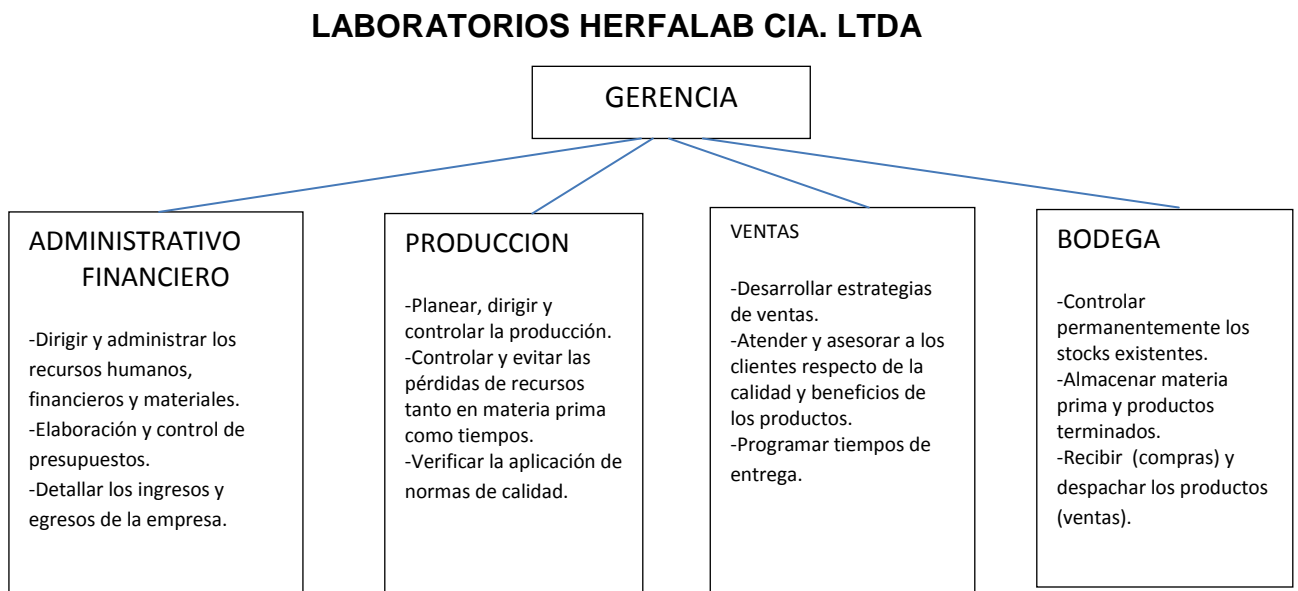 LABORATORIOS HERFALAB CIA. LTDA
GERENCIA
ADMINISTRATIVO
FINANCIERO
-Dirigir y administrar los
recursos humanos,
financieros y materiales.
-Elaboración y control de
presupuestos.
-Detallar los ingresos y
egresos de la empresa.
PRODUCCION
-Planear, dirigir y
controlar la producción.
-Controlar y evitar las
pérdidas de recursos
tanto en materia prima
como tiempos.
-Verificar la aplicación de
normas de calidad.
VENTAS
-Desarrollar estrategias
de ventas.
-Atender y asesorar a los
clientes respecto de la
calidad y beneficios de
los productos.
-Programar tiempos de
entrega.
BODEGA
-Controlar
permanentemente los
stocks existentes.
-Almacenar materia
prima y productos
terminados.
-Recibir (compras) y
despachar los productos
(ventas).